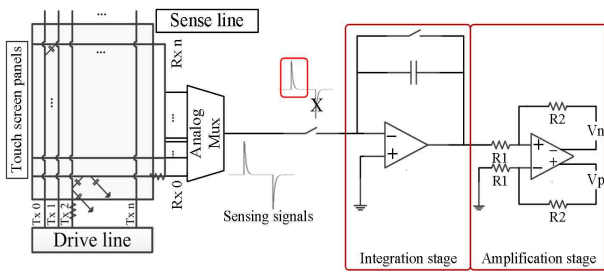 Sense line
Touch screen panels
...
...
...
...
Rx n
Rx 0
...
Analog
Mux
X
Tx 0
Tx 1
Tx 2
Tx n
Drive line
Sensing signals
R1
R1
R2
R2
Vn
Vp
Integration stage
Amplification stage